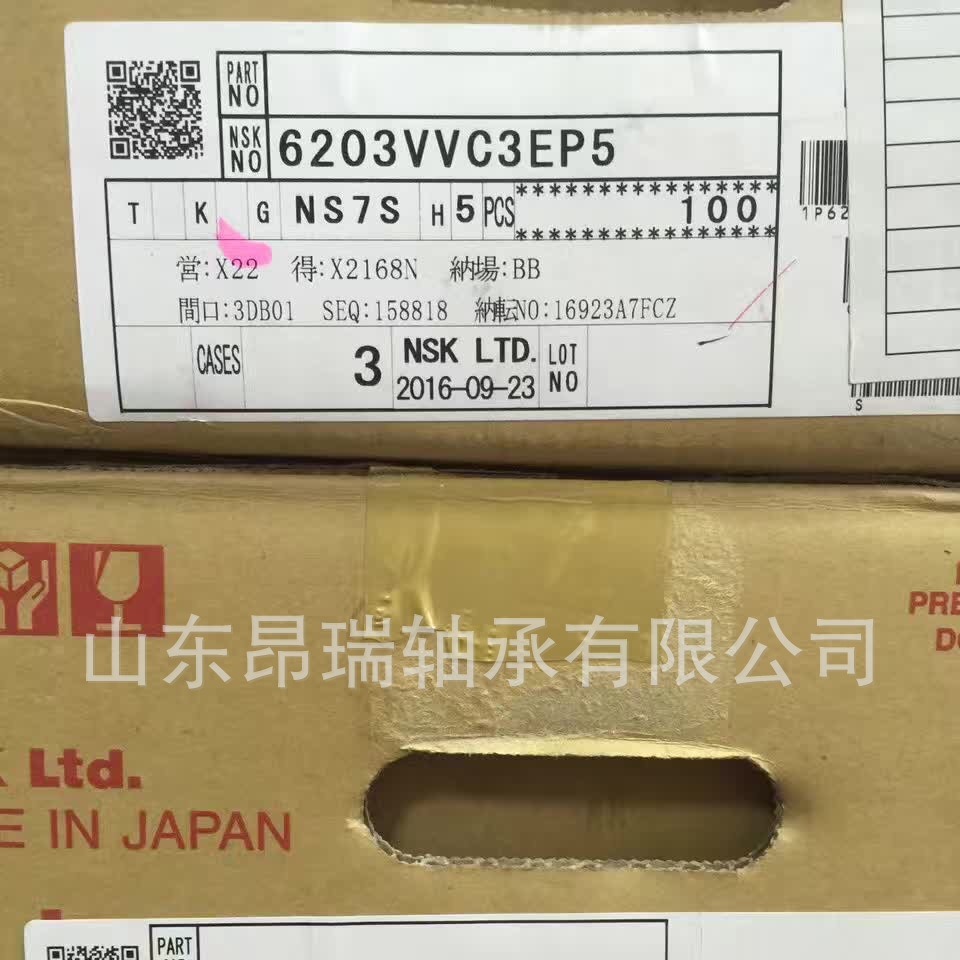 PART NO
NSK NO 6203VVC3EP5
T K G NS7S H 5 PCS ****************** 100
1P62
営:X22 得:X2168N 納場:BB
間口:3DB01 SEQ:158818 納転NO:16923A7FCZ
CASES 3 NSK LTD. 2016-09-23 LOT NO
S
PRE
山东昂瑞轴承有限公司
K Ltd.
E IN JAPAN
PART